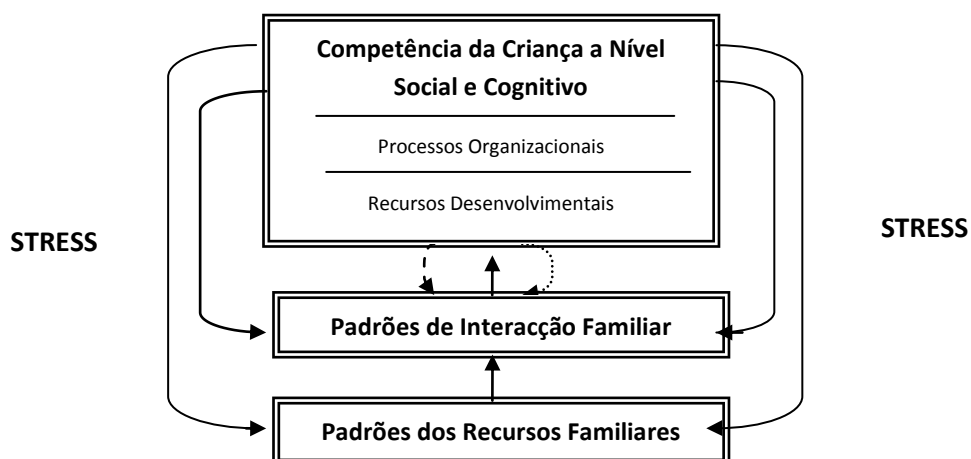 Competência da Criança a Nível
Social e Cognitivo
Processos Organizacionais
Recursos Desenvolvimentais
STRESS
STRESS
Padrões de Interacção Familiar
Padrões dos Recursos Familiares